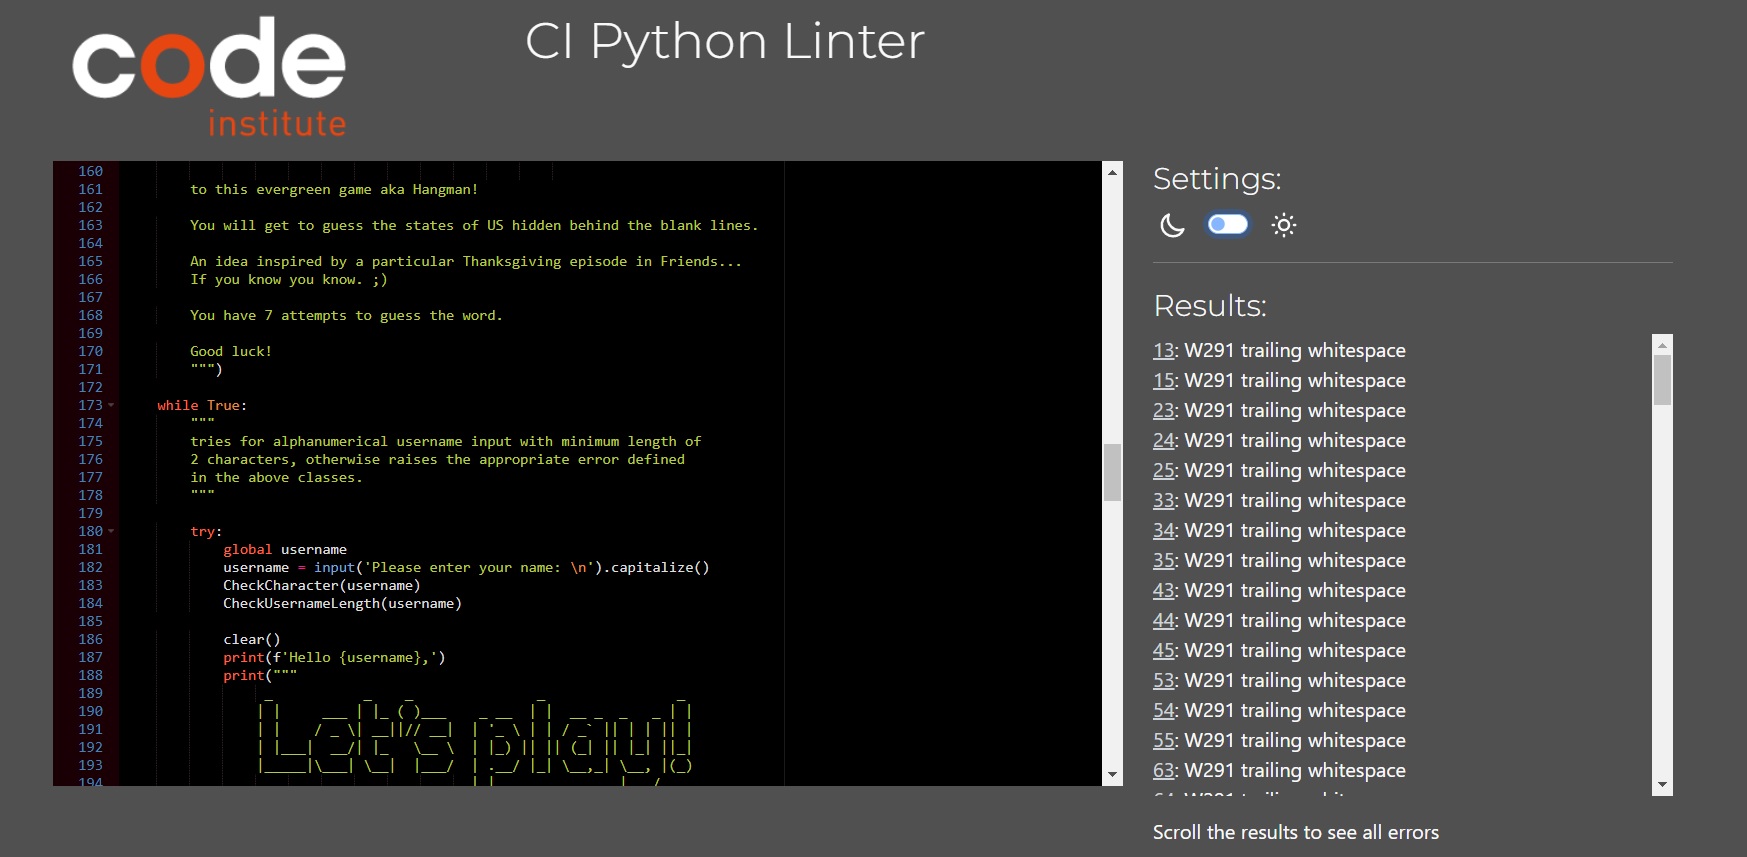 code
institute
CI Python Linter
160
161 to this evergreen game aka Hangman!
162
163 You will get to guess the states of US hidden behind the blank lines.
164
165 An idea inspired by a particular Thanksgiving episode in Friends...
166 If you know you know. ;)
167
168 You have 7 attempts to guess the word.
169
170 Good luck!
171 """)
172
173 while True:
174 """
175 tries for alphanumerical username input with minimum length of
176 2 characters, otherwise raises the appropriate error defined
177 in the above classes.
178 """
179
180 try:
181 global username
182 username = input('Please enter your name: \n').capitalize()
183 CheckCharacter(username)
184 CheckUsernameLength(username)
185
186 clear()
187 print(f'Hello {username},')
188 print("""
189
190
191
192
193
194
Let's play!
Settings:
Results:
13: W291 trailing whitespace
15: W291 trailing whitespace
23: W291 trailing whitespace
24: W291 trailing whitespace
25: W291 trailing whitespace
33: W291 trailing whitespace
34: W291 trailing whitespace
35: W291 trailing whitespace
43: W291 trailing whitespace
44: W291 trailing whitespace
45: W291 trailing whitespace
53: W291 trailing whitespace
54: W291 trailing whitespace
55: W291 trailing whitespace
63: W291 trailing whitespace
Scroll the results to see all errors